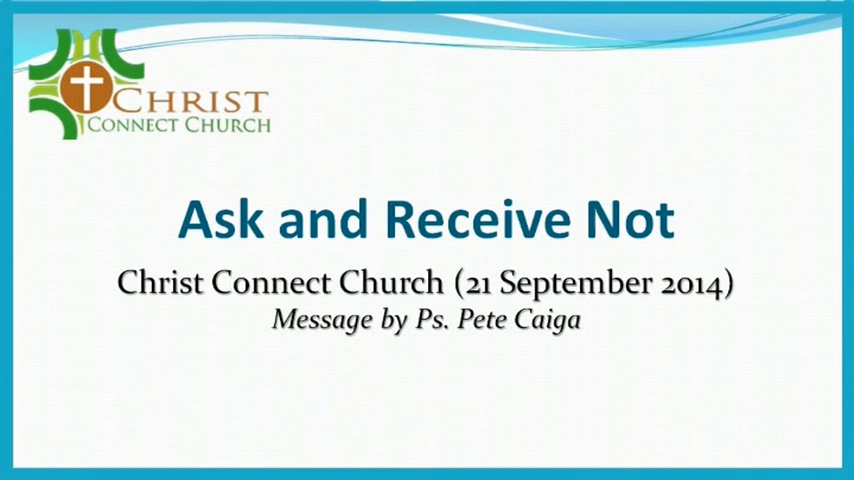 CHRIST
CONNECT CHURCH
Ask and Receive Not
Christ Connect Church (21 September 2014)
Message by Ps. Pete Caiga